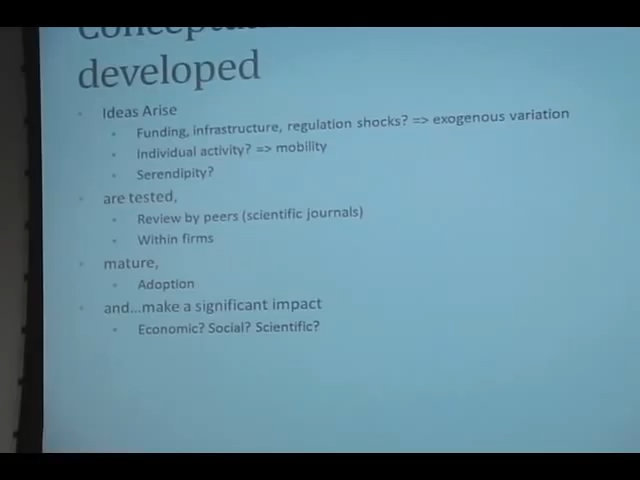 developed
Ideas Arise
Funding, infrastructure, regulation shocks? => exogenous variation
Individual activity? => mobility
Serendipity?
are tested,
Review by peers (scientific journals)
Within firms
mature,
Adoption
and...make a significant impact
Economic? Social? Scientific?